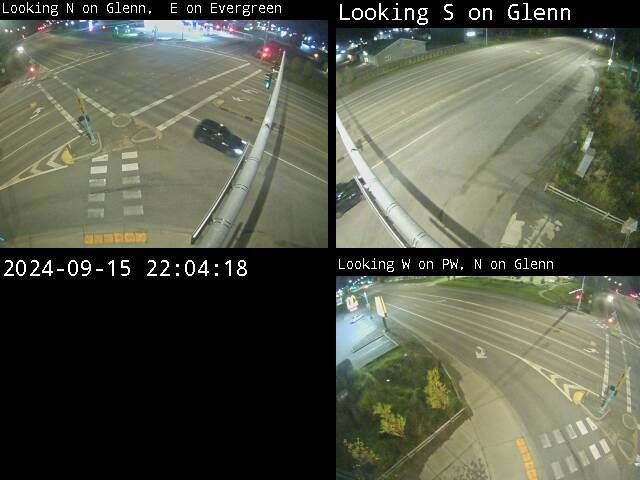 Looking N on Glenn, E on Evergreen
Looking S on Glenn
2024-09-15 22:04:18
Looking W on PW, N on Glenn